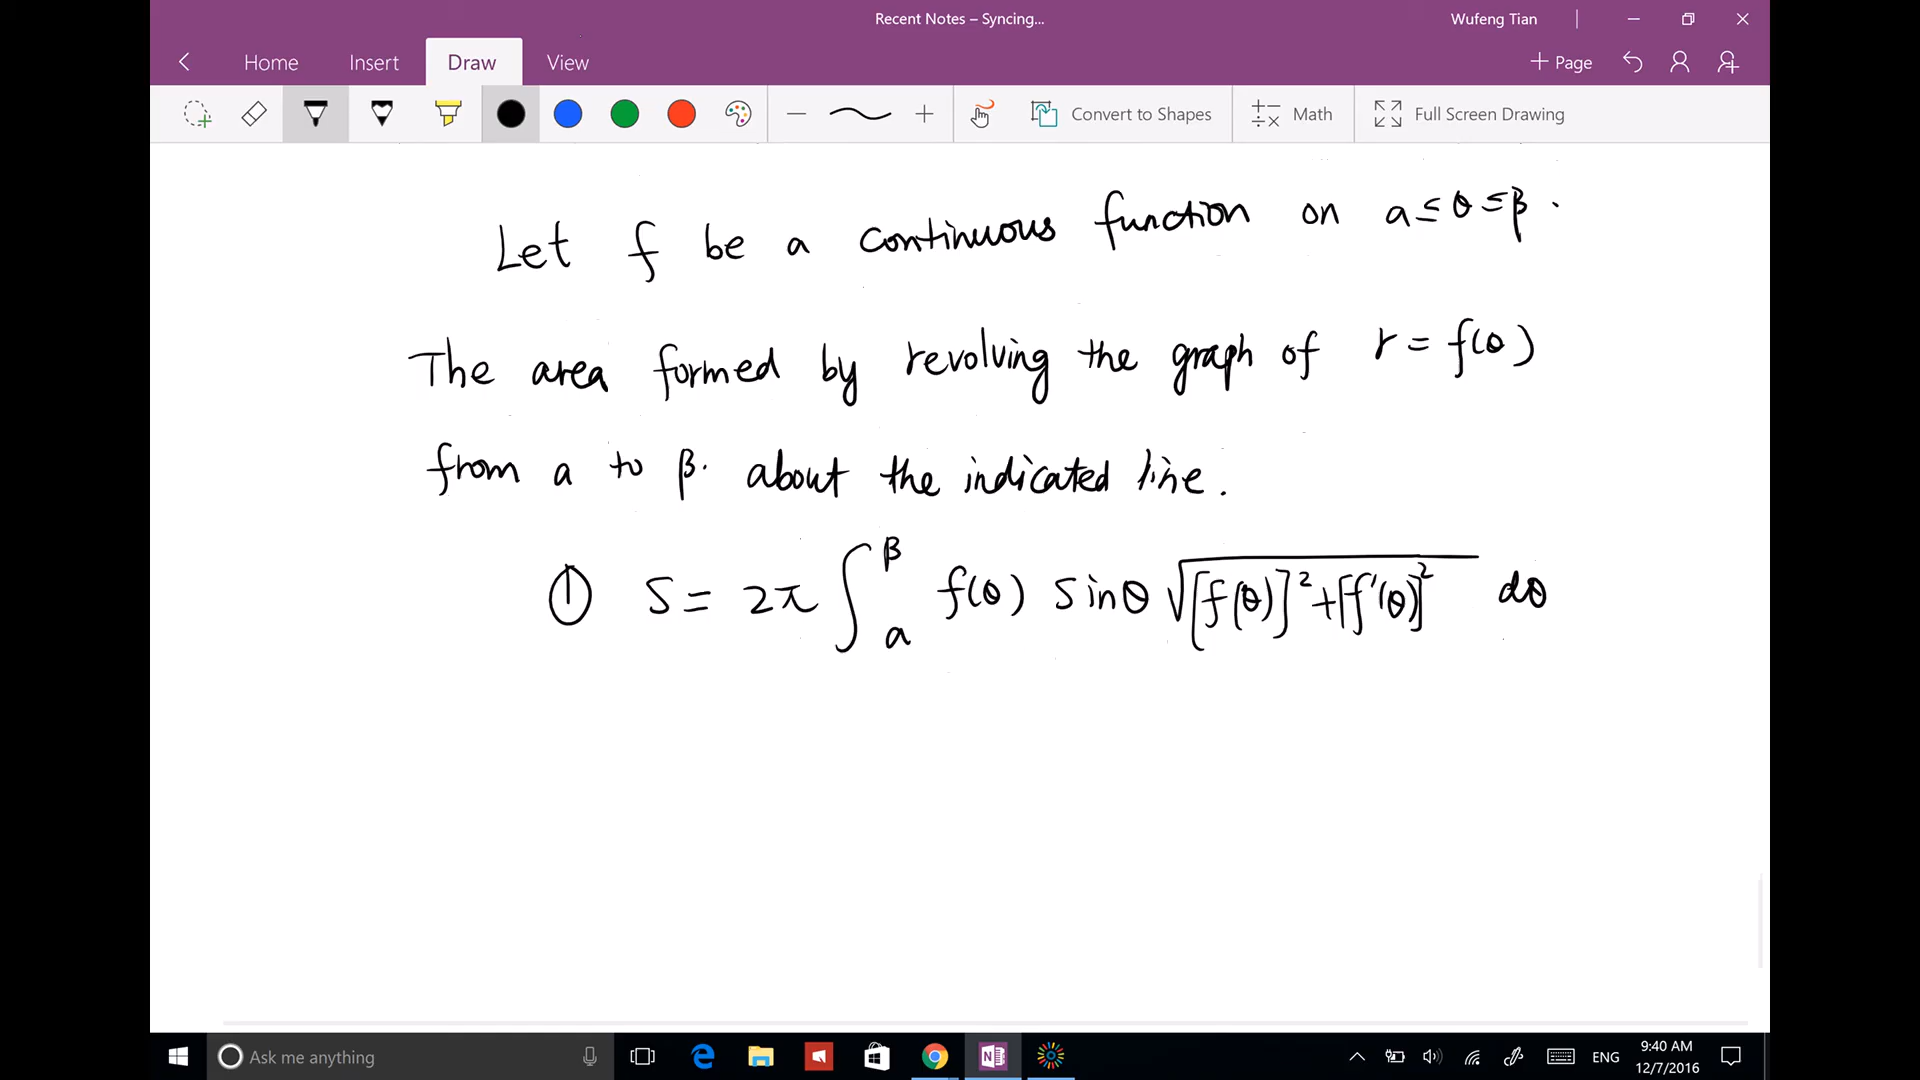 Recent Notes – Syncing...
Wufeng Tian
Home Insert Draw View
Page
Convert to Shapes
Math
Full Screen Drawing
Let f be a continuous function on a ≤ θ ≤ β.
The area formed by revolving the graph of r = f(θ)
from a to β. about the indicated line.
① S = 2π ∫_a^β f(θ) sinθ √([f(θ)]² + [f'(θ)]²) dθ
Ask me anything
ENG
9:40 AM
12/7/2016